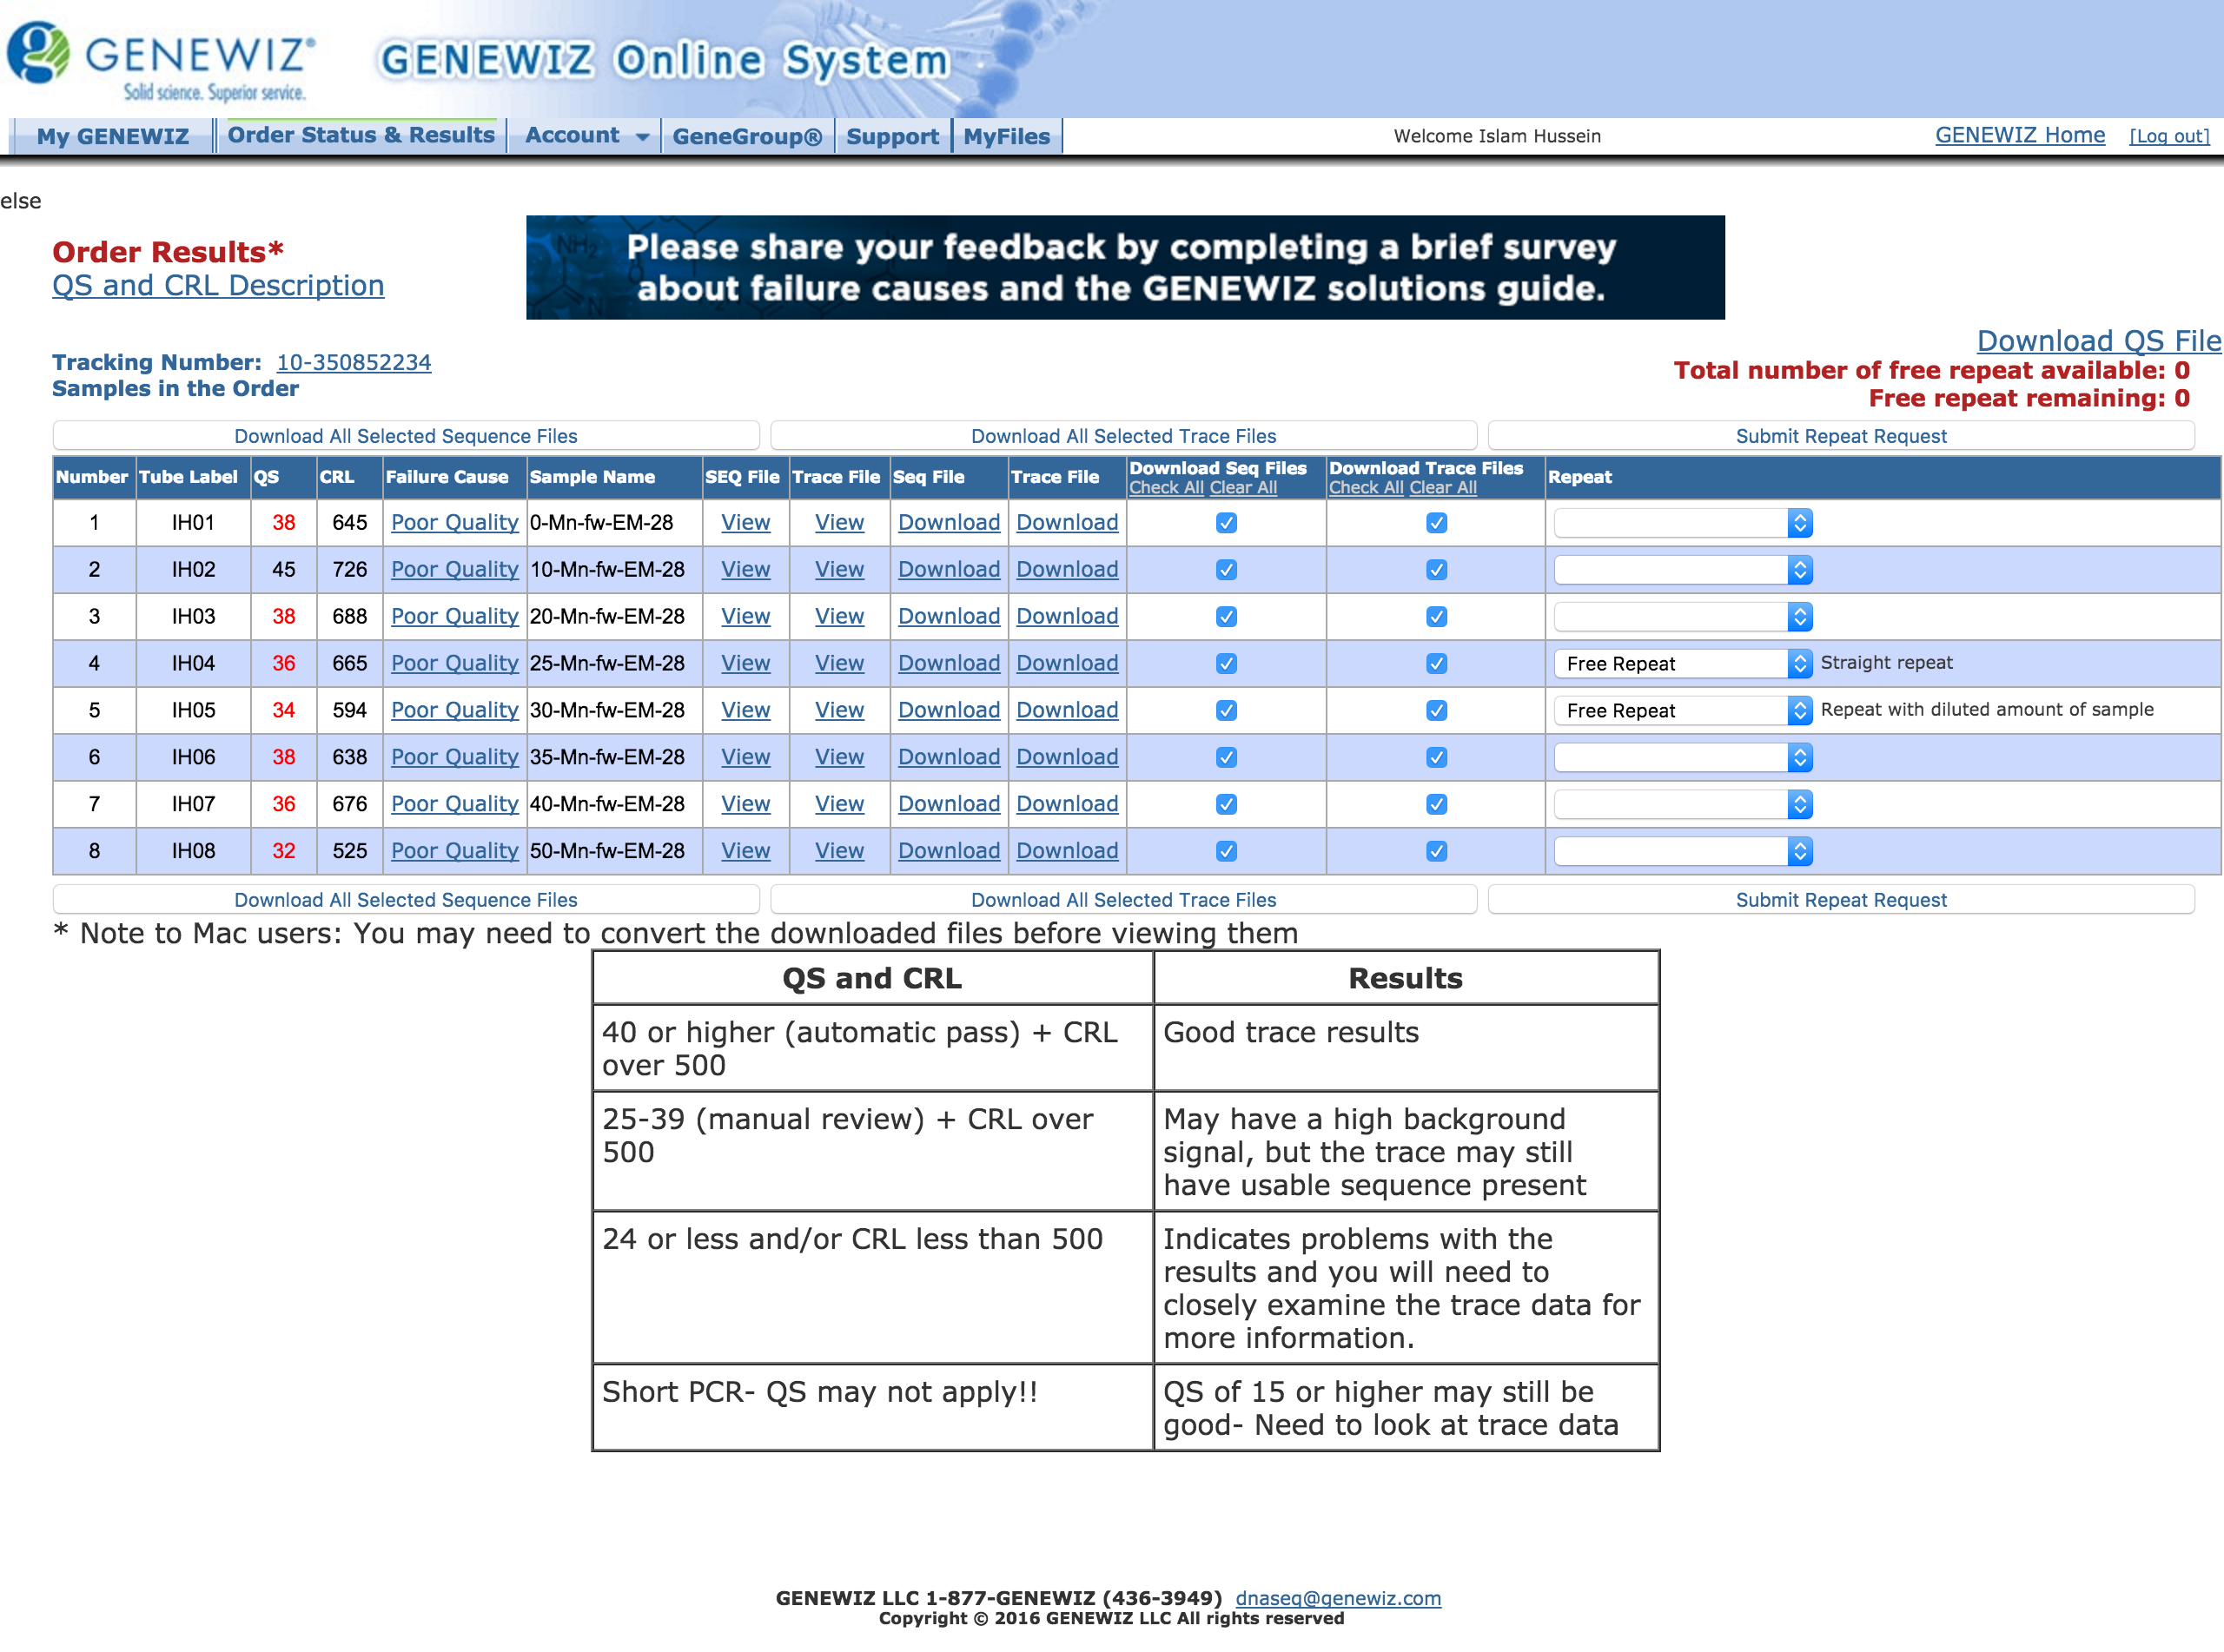 GENEWIZ®
Solid science. Superior service.
GENEWIZ Online System
My GENEWIZ Order Status & Results Account GeneGroup® Support MyFiles Welcome Islam Hussein GENEWIZ Home [Log out]
else
Please share your feedback by completing a brief survey
about failure causes and the GENEWIZ solutions guide.
Order Results*
QS and CRL Description
Download QS File
Tracking Number: 10-350852234
Samples in the Order
Total number of free repeat available: 0
Free repeat remaining: 0
Download All Selected Sequence Files Download All Selected Trace Files Submit Repeat Request
Number Tube Label QS CRL Failure Cause Sample Name SEQ File Trace File Seq File Trace File Download Seq Files Check All Clear All Download Trace Files Check All Clear All Repeat
1 IH01 38 645 Poor Quality 0-Mn-fw-EM-28 View View Download Download
2 IH02 45 726 Poor Quality 10-Mn-fw-EM-28 View View Download Download
3 IH03 38 688 Poor Quality 20-Mn-fw-EM-28 View View Download Download
4 IH04 36 665 Poor Quality 25-Mn-fw-EM-28 View View Download Download Free Repeat Straight repeat
5 IH05 34 594 Poor Quality 30-Mn-fw-EM-28 View View Download Download Free Repeat Repeat with diluted amount of sample
6 IH06 38 638 Poor Quality 35-Mn-fw-EM-28 View View Download Download
7 IH07 36 676 Poor Quality 40-Mn-fw-EM-28 View View Download Download
8 IH08 32 525 Poor Quality 50-Mn-fw-EM-28 View View Download Download
Download All Selected Sequence Files Download All Selected Trace Files Submit Repeat Request
* Note to Mac users: You may need to convert the downloaded files before viewing them
QS and CRL Results
40 or higher (automatic pass) + CRL
over 500
Good trace results
25-39 (manual review) + CRL over
500
May have a high background
signal, but the trace may still
have usable sequence present
24 or less and/or CRL less than 500
Indicates problems with the
results and you will need to
closely examine the trace data for
more information.
Short PCR- QS may not apply!!
QS of 15 or higher may still be
good- Need to look at trace data
GENEWIZ LLC 1-877-GENEWIZ (436-3949) dnaseq@genewiz.com
Copyright © 2016 GENEWIZ LLC All rights reserved